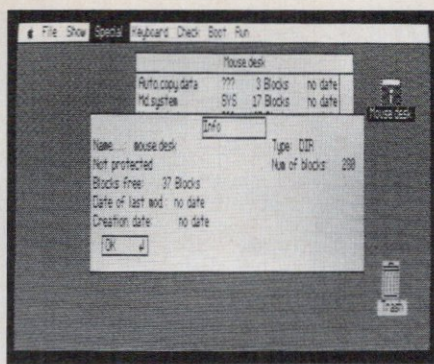 File Show Special Keyboard Check Boot Run
Mouse.desk
Auto.copy.data ??? 3 Blocks no date
Md.system SYS 17 Blocks no date
Mouse.desk
Info
Name..... mouse.desk Type: DIR
Not protected Num of blocks: 280
Blocks free: 37 Blocks
Date of last mod: no date
Creation date: no date
OK
Trash